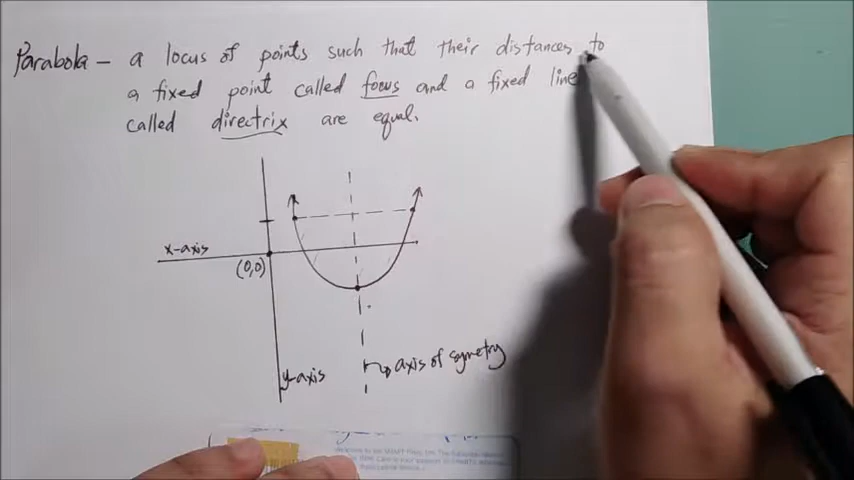 Parabola – a locus of points such that their distances to
a fixed point called focus and a fixed line
called directrix are equal.
x-axis
(0,0)
y-axis
axis of symetry